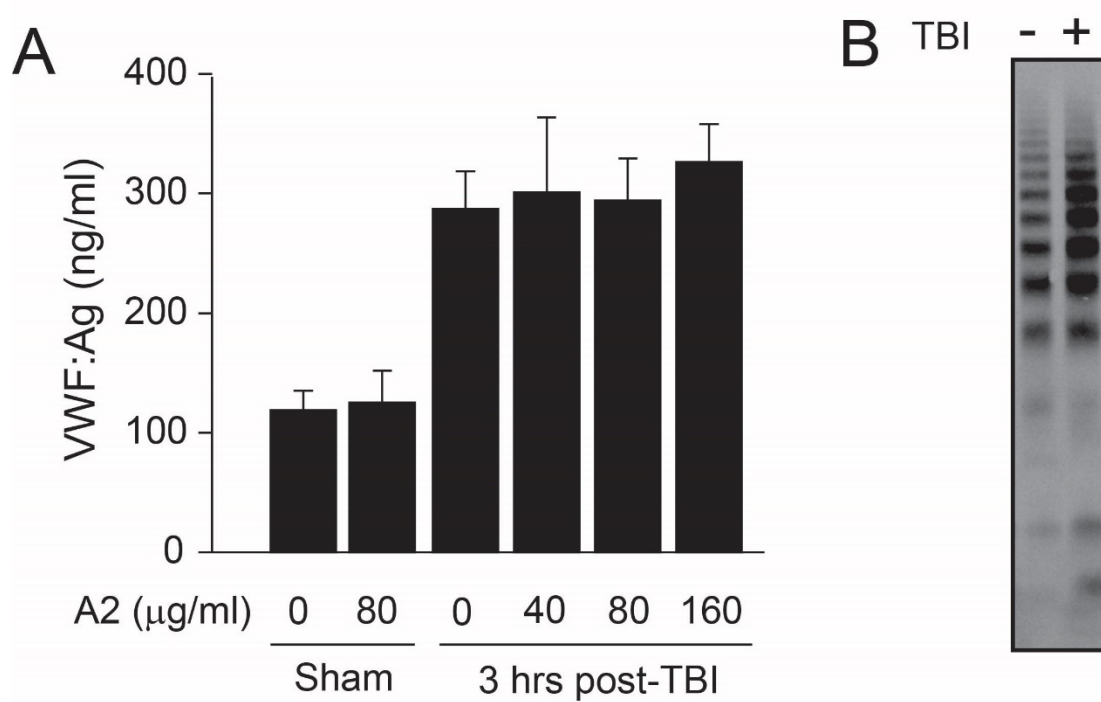 A
B TBI - +
400
300
200
100
0
VWF:Ag (ng/ml)
A2 (μg/ml) 0 80 0 40 80 160
Sham 3 hrs post-TBI